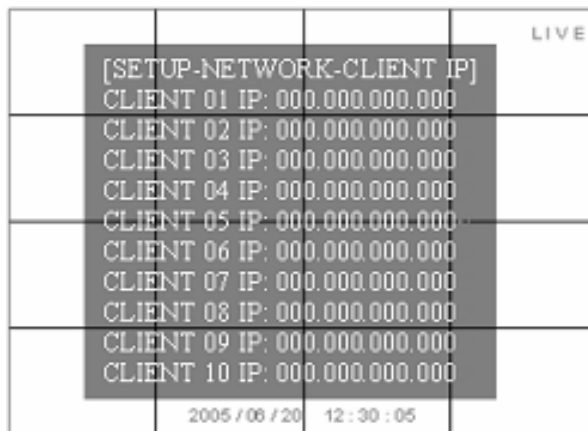 LIVE
[SETUP-NETWORK-CLIENT IP]
CLIENT 01 IP: 000.000.000.000
CLIENT 02 IP: 000.000.000.000
CLIENT 03 IP: 000.000.000.000
CLIENT 04 IP: 000.000.000.000
CLIENT 05 IP: 000.000.000.000
CLIENT 06 IP: 000.000.000.000
CLIENT 07 IP: 000.000.000.000
CLIENT 08 IP: 000.000.000.000
CLIENT 09 IP: 000.000.000.000
CLIENT 10 IP: 000.000.000.000
2005 / 06 / 20 12 : 30 : 05